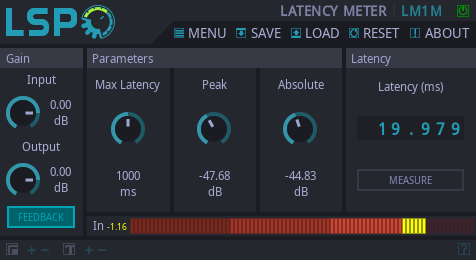 LSP LATENCY METER LM1M
MENU SAVE LOAD RESET ABOUT
Gain Parameters Latency
Input Max Latency Peak Absolute Latency (ms)
0.00
dB
19.979
Output
0.00
dB
1000 -47.68 -44.83
ms dB dB
MEASURE
FEEDBACK
In -1.16